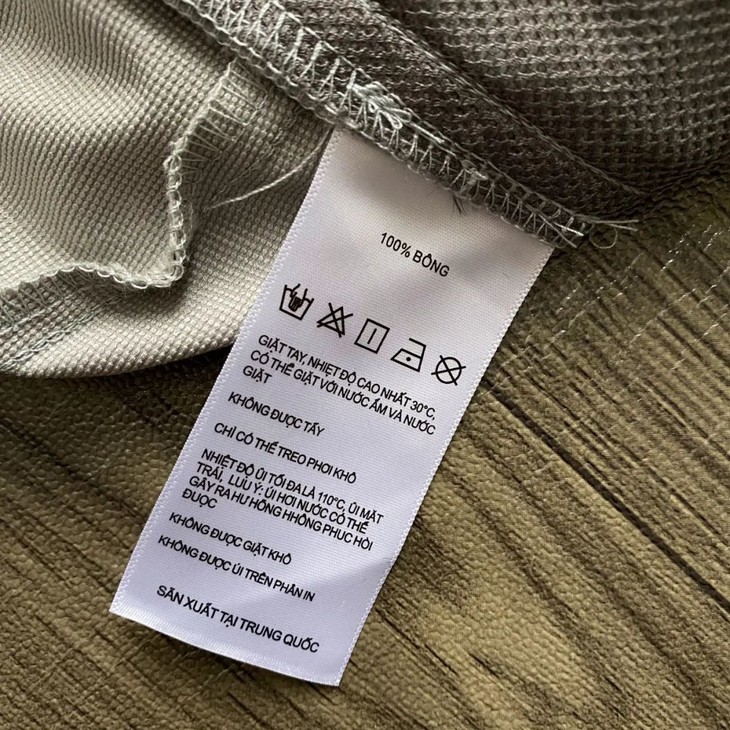 100% BÔNG
GIẶT TAY, NHIỆT ĐỘ CAO NHẤT 30°C,
CÓ THỂ GIẶT VỚI NƯỚC ẤM VÀ NƯỚC
GIẶT
KHÔNG ĐƯỢC TẨY
CHỈ CÓ THỂ TREO PHƠI KHÔ
NHIỆT ĐỘ ỦI TỐI ĐA LÀ 110°C, ỦI MẶT
TRÁI, LƯU Ý: ỦI HƠI NƯỚC CÓ THỂ
GÂY RA HƯ HỎNG HHÔNG PHỤC HỒI
ĐƯỢC
KHÔNG ĐƯỢC GIẶT KHÔ
KHÔNG ĐƯỢC ỦI TRÊN PHẦN IN
SẢN XUẤT TẠI TRUNG QUỐC